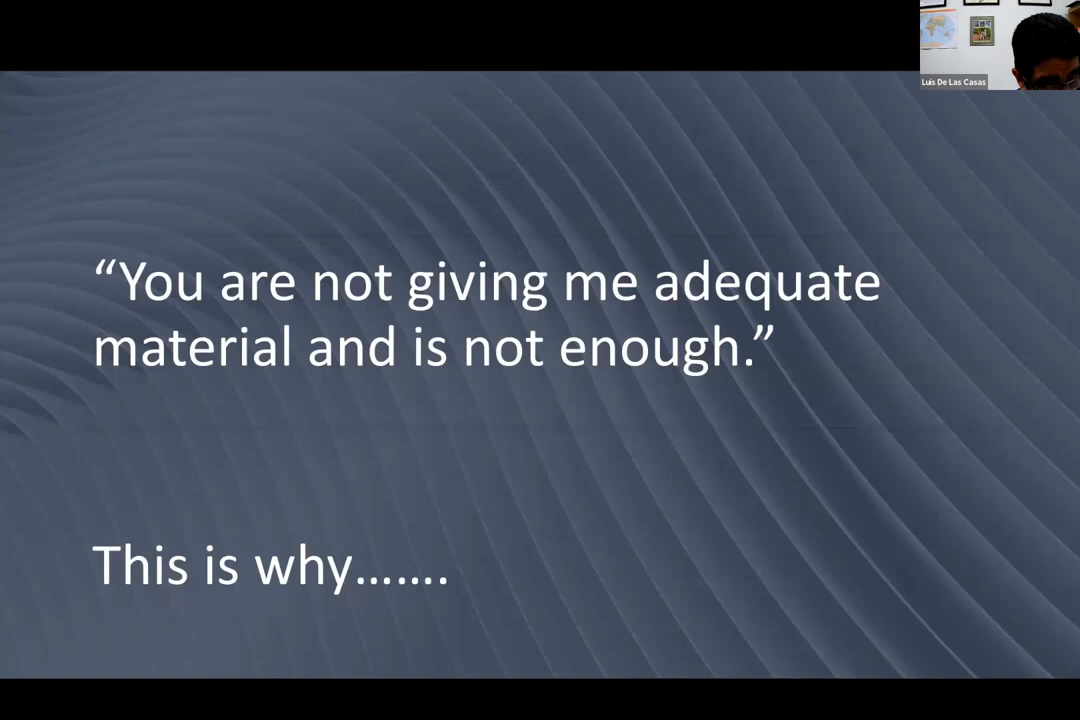 Luis De Las Casas
“You are not giving me adequate
material and is not enough.”
This is why.......